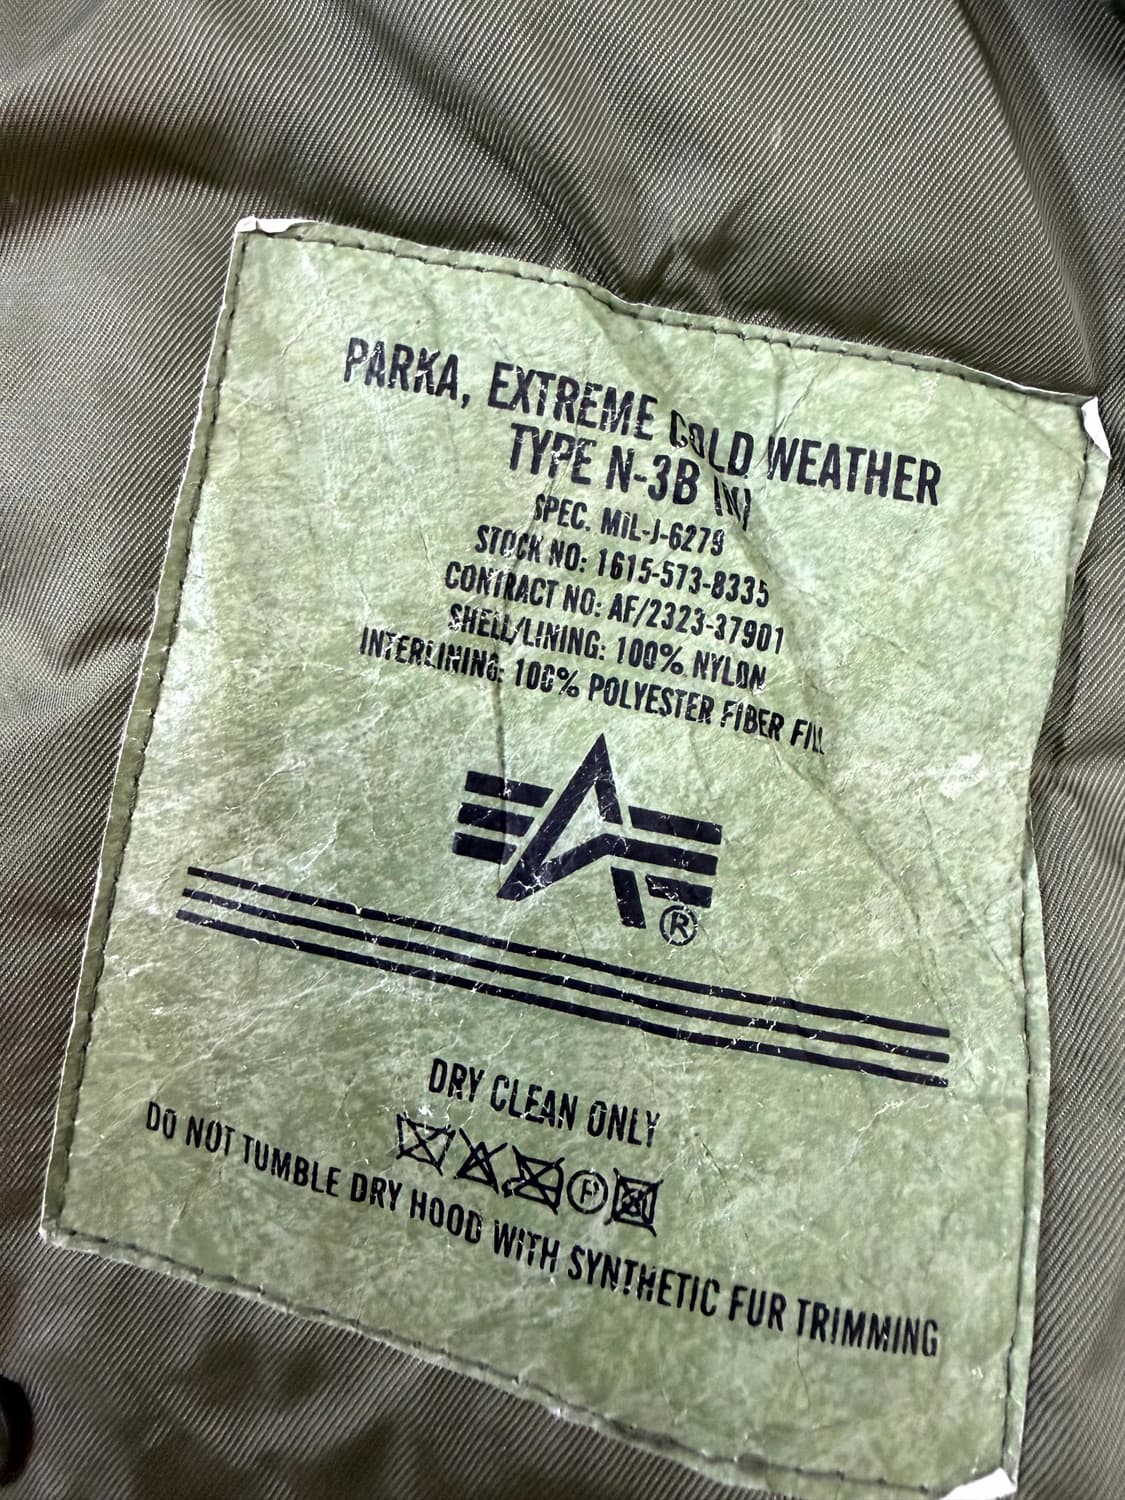 PARKA, EXTREME COLD WEATHER
TYPE N-3B
SPEC. MIL-J-6279
STOCK NO: 1615-573-8335
CONTRACT NO: AF/2323-37901
SHELL/LINING: 100% NYLON
INTERLINING: 100% POLYESTER FIBER FILL
®
DRY CLEAN ONLY
P
DO NOT TUMBLE DRY HOOD WITH SYNTHETIC FUR TRIMMING